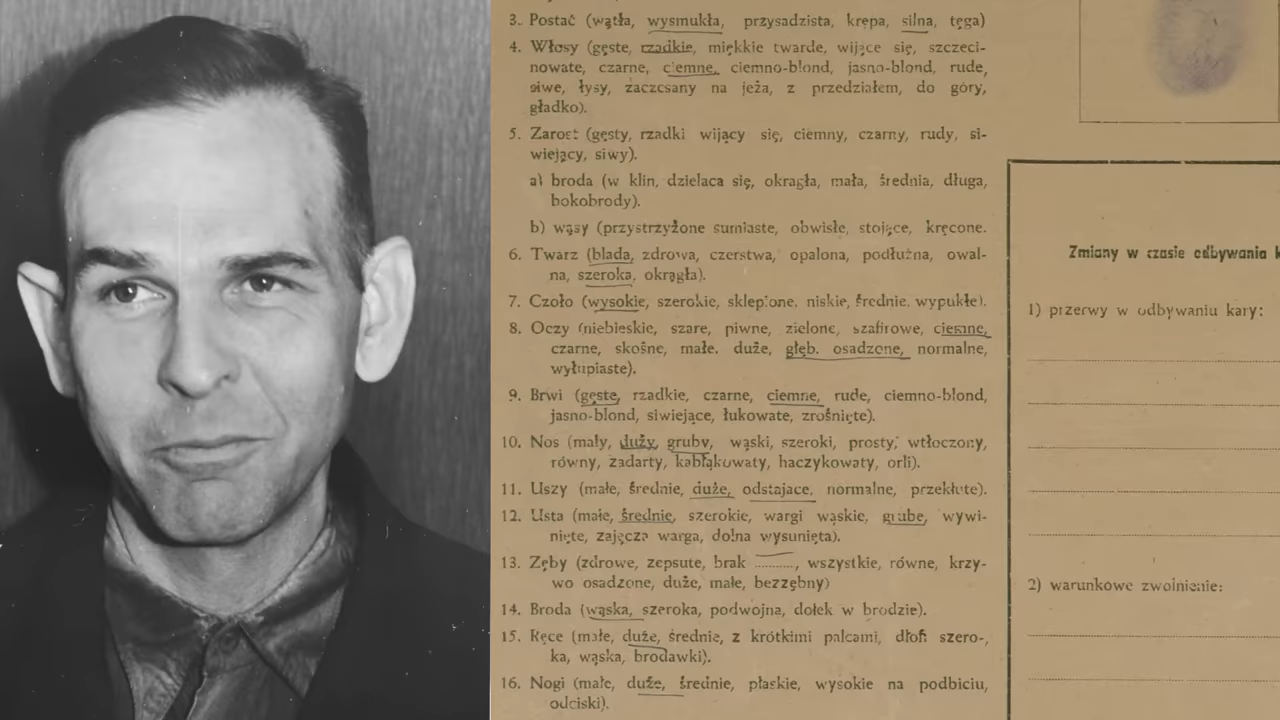 3. Postać (wątła, wysmukła, przysadzista, krępa, silna, tęga)
4. Włosy (gęste, rzadkie, miękkie twarde, wijące się, szczeci-
nowate, czarne, ciemne, ciemno-blond, jasno-blond, rude,
siwe, łysy, zaczesany na jeża, z przedziałem, do góry,
gładko).
5. Zarost (gęsty, rzadki wijący się, ciemny, czarny, rudy, si-
wiejący, siwy).
a) broda (w klin, dzielaca się, okrągła, mała, średnia, długa,
bokobrody).
b) wąsy (przystrzyżone sumiaste, obwisłe, stojące, kręcone.
6. Twarz (blada, zdrowa, czerstwa, opalona, podłużna, owal-
na, szeroka, okrągła).
7. Czoło (wysokie, szerokie, sklepione. niskie, średnie, wypukłe).
8. Oczy (niebieskie, szare, piwne, zielone, szafirowe, ciemne,
czarne, skośne, małe. duże, głęb. osadzone, normalne,
wyłupiaste).
9. Brwi (gęste, rzadkie, czarne, ciemne, rude, ciemno-blond,
jasno-blond, siwiejące, łukowate, zrośnięte).
10. Nos (mały, duży, gruby, wąski, szeroki, prosty, wtłoczony,
równy, zadarty, kabłąkowaty, haczykowaty, orli).
11. Uszy (małe, średnie, duże, odstajace, normalne, przekłute).
12. Usta (małe, średnie, szerokie, wargi wąskie, grube, wywi-
nięte, zajęcza warga, dolna wysunięta).
13. Zęby (zdrowe, zepsute, brak .........., wszystkie, równe, krzy-
wo osadzone, duże, małe, bezzębny)
14. Broda (wąska, szeroka, podwojna, dołek w brodzie).
15. Ręce (małe, duże, średnie, z krótkimi palcami, dłoń szero-,
ka, wąska, brodawki).
16. Nogi (małe, duże, średnie, płaskie, wysokie na podbiciu,
odciski).
Zmiany w czasie odbywania k
1) przerwy w odbywaniu kary:
2) warunkowe zwolnienie: